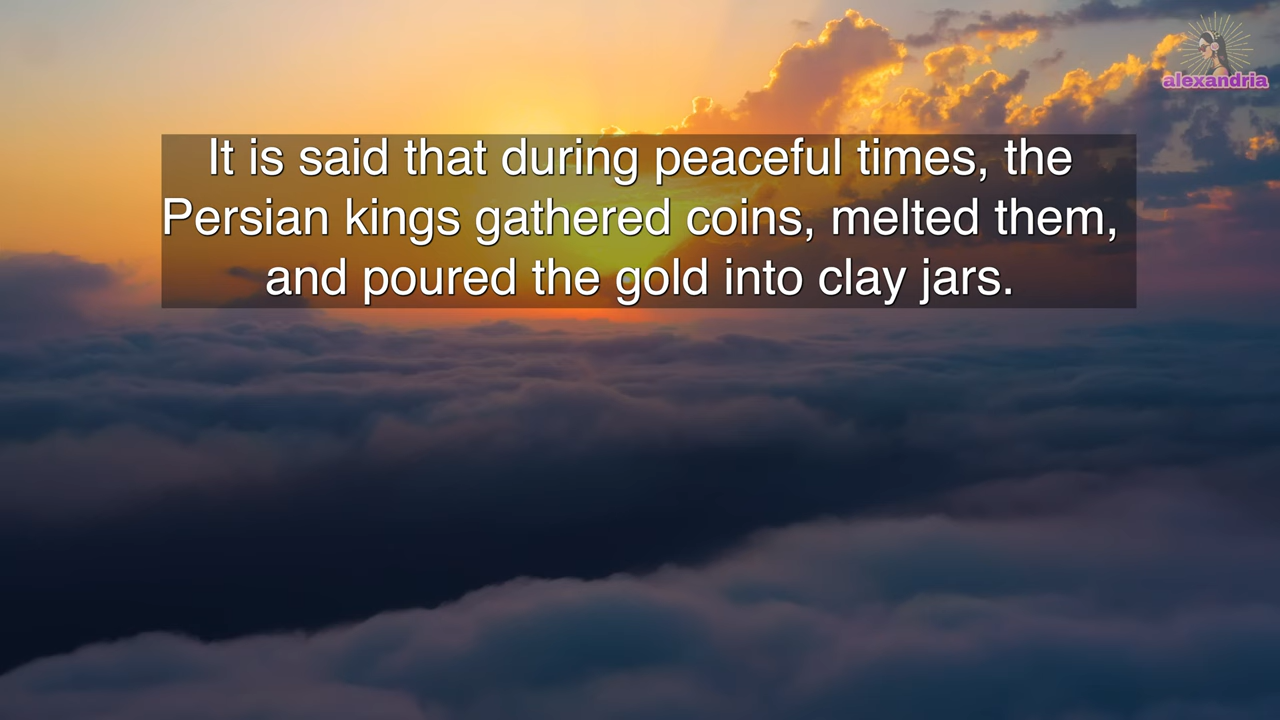 alexandria
It is said that during peaceful times, the
Persian kings gathered coins, melted them,
and poured the gold into clay jars.